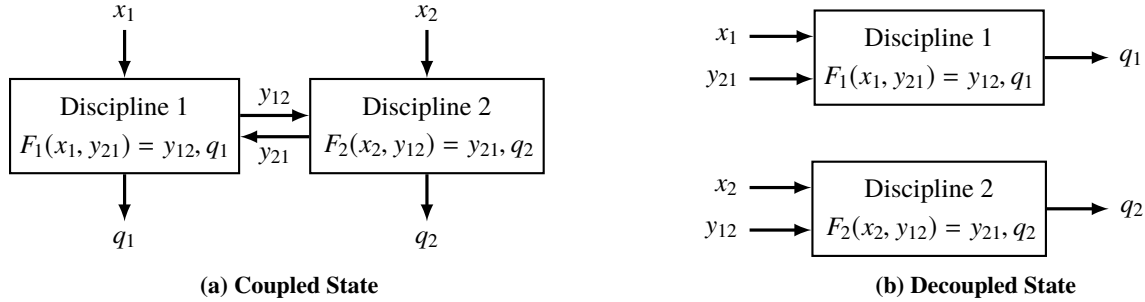 x₁
x₂
Discipline 1
F₁(x₁, y₂₁) = y₁₂, q₁
y₁₂
y₂₁
Discipline 2
F₂(x₂, y₁₂) = y₂₁, q₂
q₁
q₂
(a) Coupled State
x₁
y₂₁
Discipline 1
F₁(x₁, y₂₁) = y₁₂, q₁
q₁
x₂
y₁₂
Discipline 2
F₂(x₂, y₁₂) = y₂₁, q₂
q₂
(b) Decoupled State